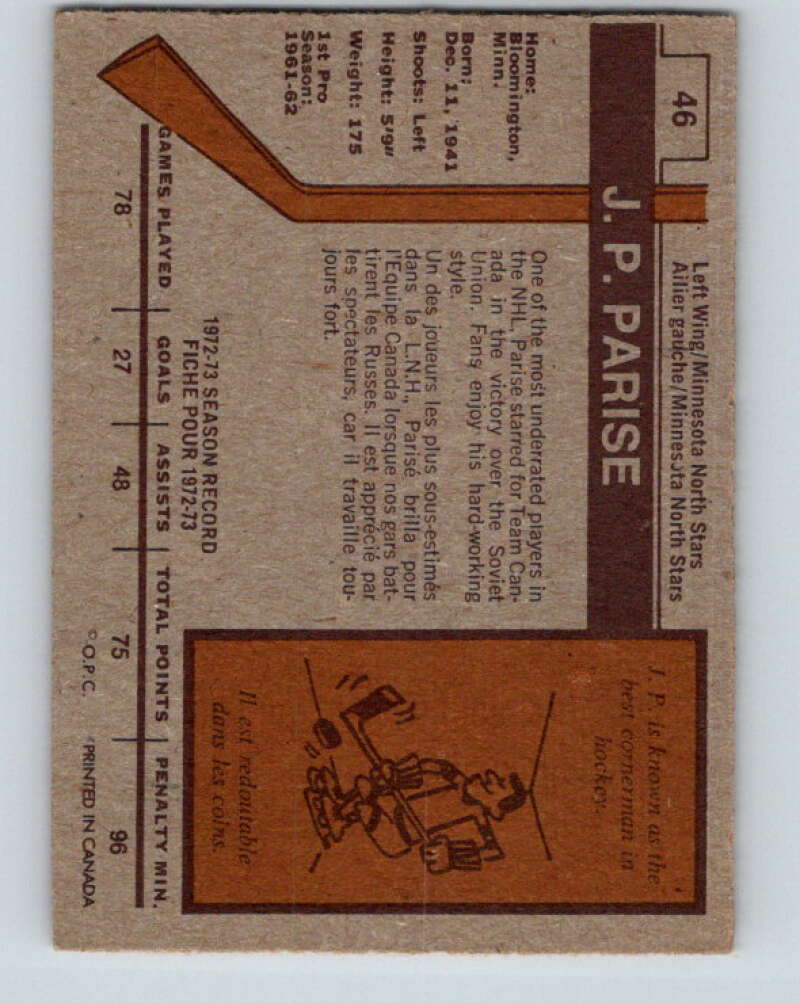 46
Left Wing/Minnesota North Stars
Ailier gauche/Minnesota North Stars
J. P. PARISE
Home:
Bloomington,
Minn.
Born:
Dec. 11, 1941
Shoots: Left
Height: 5'9"
Weight: 175
1st Pro
Season:
1961-62
One of the most underrated players in
the NHL, Parise starred for Team Can-
ada in the victory over the Soviet
Union. Fans enjoy his hard-working
style.
Un des joueurs les plus sous-estimés
dans la L.N.H., Parisé brilla pour
l'Equipe Canada lorsque nos gars bat-
tirent les Russes. Il est apprécié par
les spectateurs, car il travaille tou-
jours fort.
J. P. is known as the
best cornerman in
hockey.
Il est redoutable
dans les coins.
1972-73 SEASON RECORD
FICHE POUR 1972-73
GAMES PLAYED GOALS ASSISTS TOTAL POINTS PENALTY MIN.
78 27 48 75 96
© O.P.C. PRINTED IN CANADA